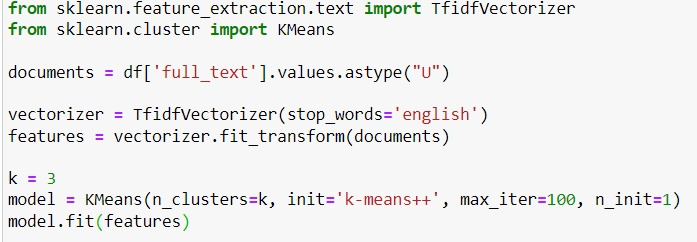 from sklearn.feature_extraction.text import TfidfVectorizer
from sklearn.cluster import KMeans
documents = df['full_text'].values.astype("U")
vectorizer = TfidfVectorizer(stop_words='english')
features = vectorizer.fit_transform(documents)
k = 3
model = KMeans(n_clusters=k, init='k-means++', max_iter=100, n_init=1)
model.fit(features)